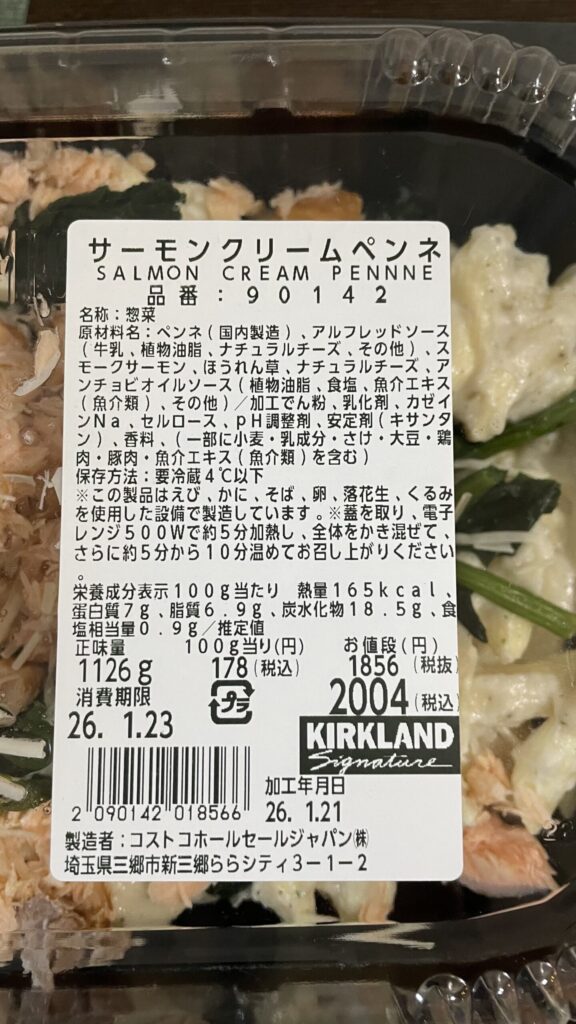 サーモンクリームペンネ
SALMON CREAM PENNNE
品番:90142
名称:惣菜
原材料名:ペンネ(国内製造)、アルフレッドソース
(牛乳、植物油脂、ナチュラルチーズ、その他)、ス
モークサーモン、ほうれん草、ナチュラルチーズ、アン
チョビオイルソース(植物油脂、食塩、魚介エキス
(魚介類)、その他)/加工でん粉、乳化剤、カゼイ
ンNa、セルロース、pH調整剤、安定剤(キサンタ
ン)、香料、(一部に小麦・乳成分・さけ・大豆・鶏
肉・豚肉・魚介エキス(魚介類)を含む)
保存方法:要冷蔵4℃以下
※この製品はえび、かに、そば、卵、落花生、くるみ
を使用した設備で製造しています。※蓋を取り、電子
レンジ500Wで約5分加熱し、全体をかき混ぜて、
さらに約5分から10分温めてお召し上がりください
。
栄養成分表示100g当たり 熱量165kcal、
蛋白質7g、脂質6.9g、炭水化物18.5g、食
塩相当量0.9g/推定値
正味量 100g当り(円) お値段(円)
1126g 178(税込) 1856(税抜)
消費期限 プラ 2004(税込)
26. 1.23
KIRKLAND
Signature
加工年月日
26. 1.21
2 090142 018566
製造者:コストコホールセールジャパン㈱
埼玉県三郷市新三郷ららシティ3-1-2